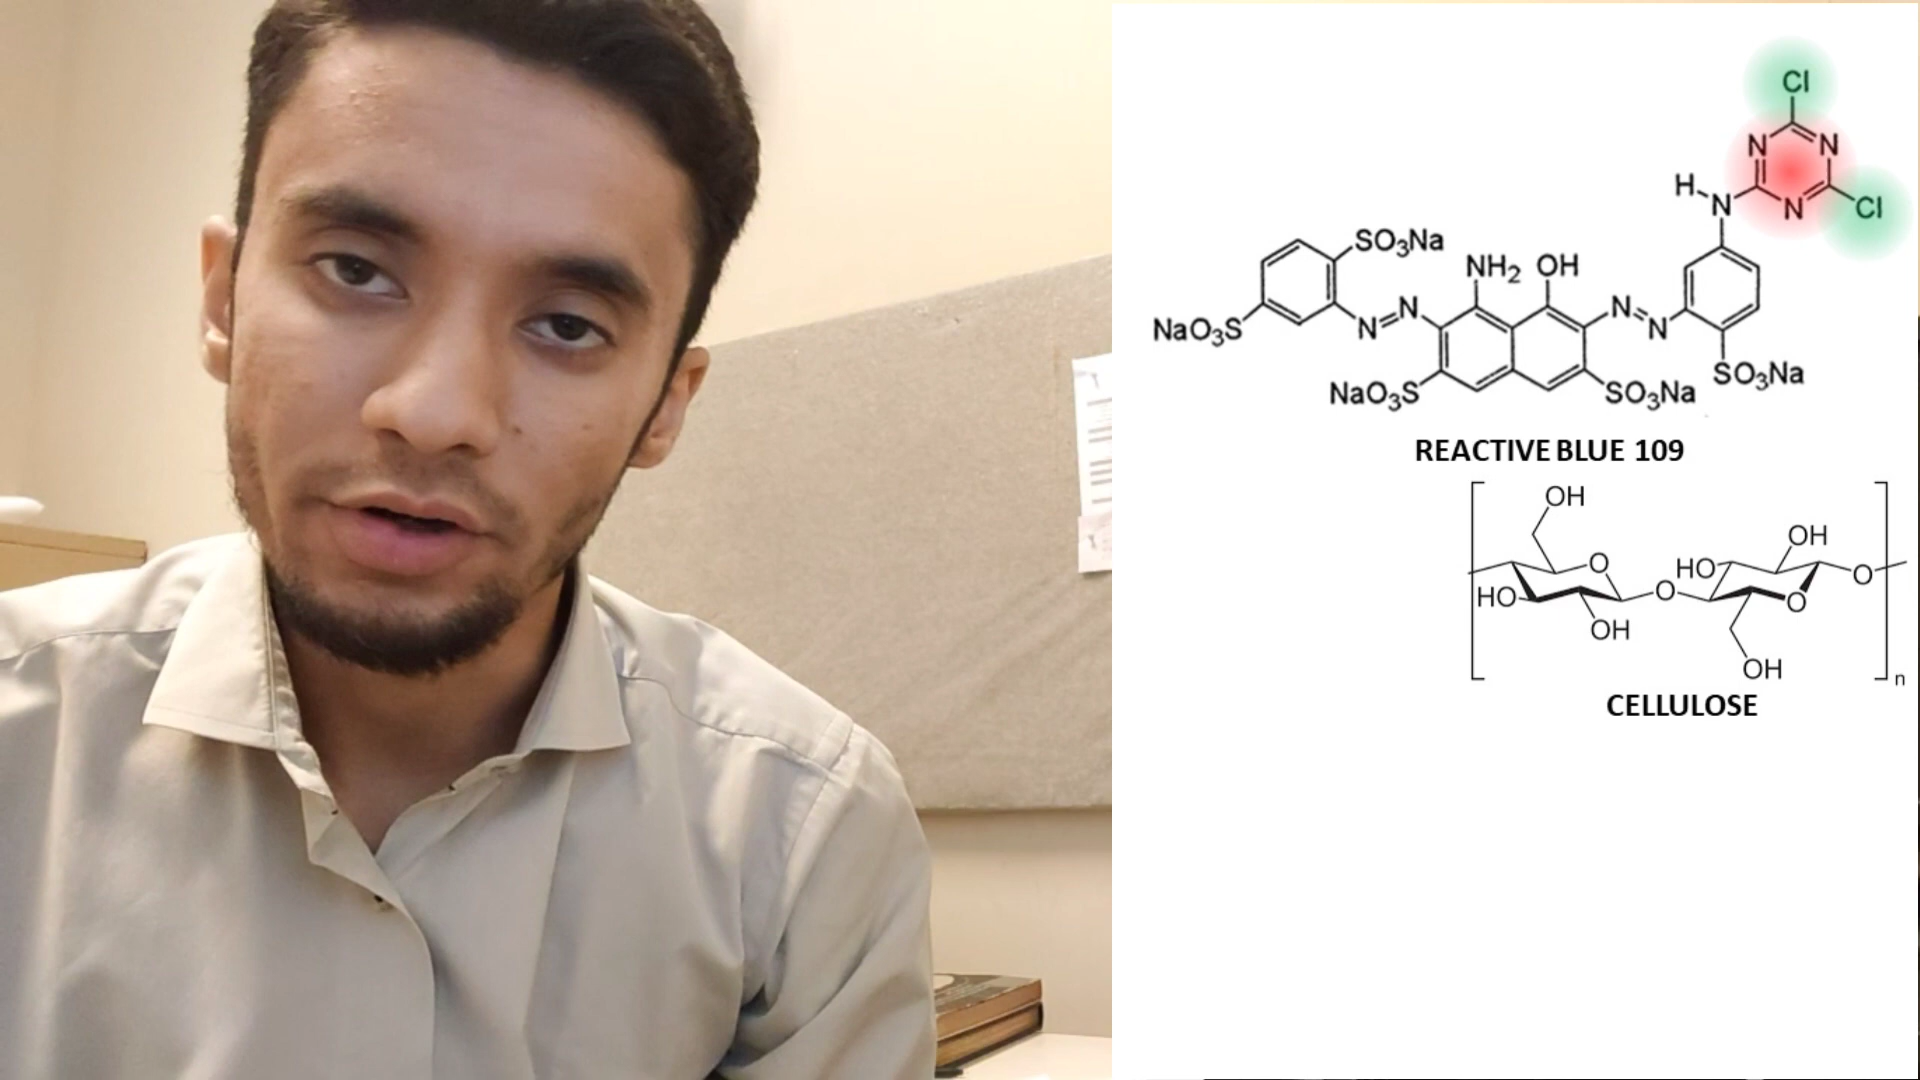 Cl
N
N
H
N
N
Cl
SO₃Na
NH₂
OH
NaO₃S
N=N
N=N
SO₃Na
NaO₃S
SO₃Na
REACTIVE BLUE 109
OH
OH
O
HO
O
HO
O
O
OH
OH
n
CELLULOSE